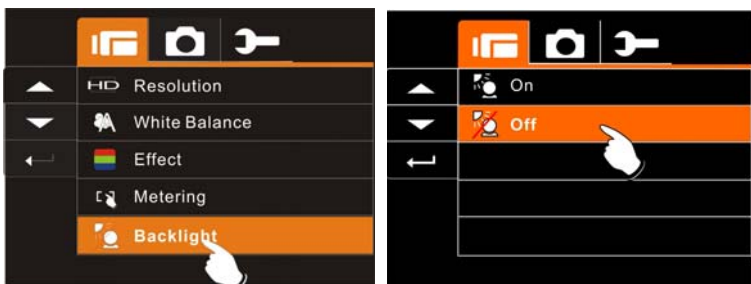 HD Resolution
White Balance
Effect
Metering
Backlight
On
Off